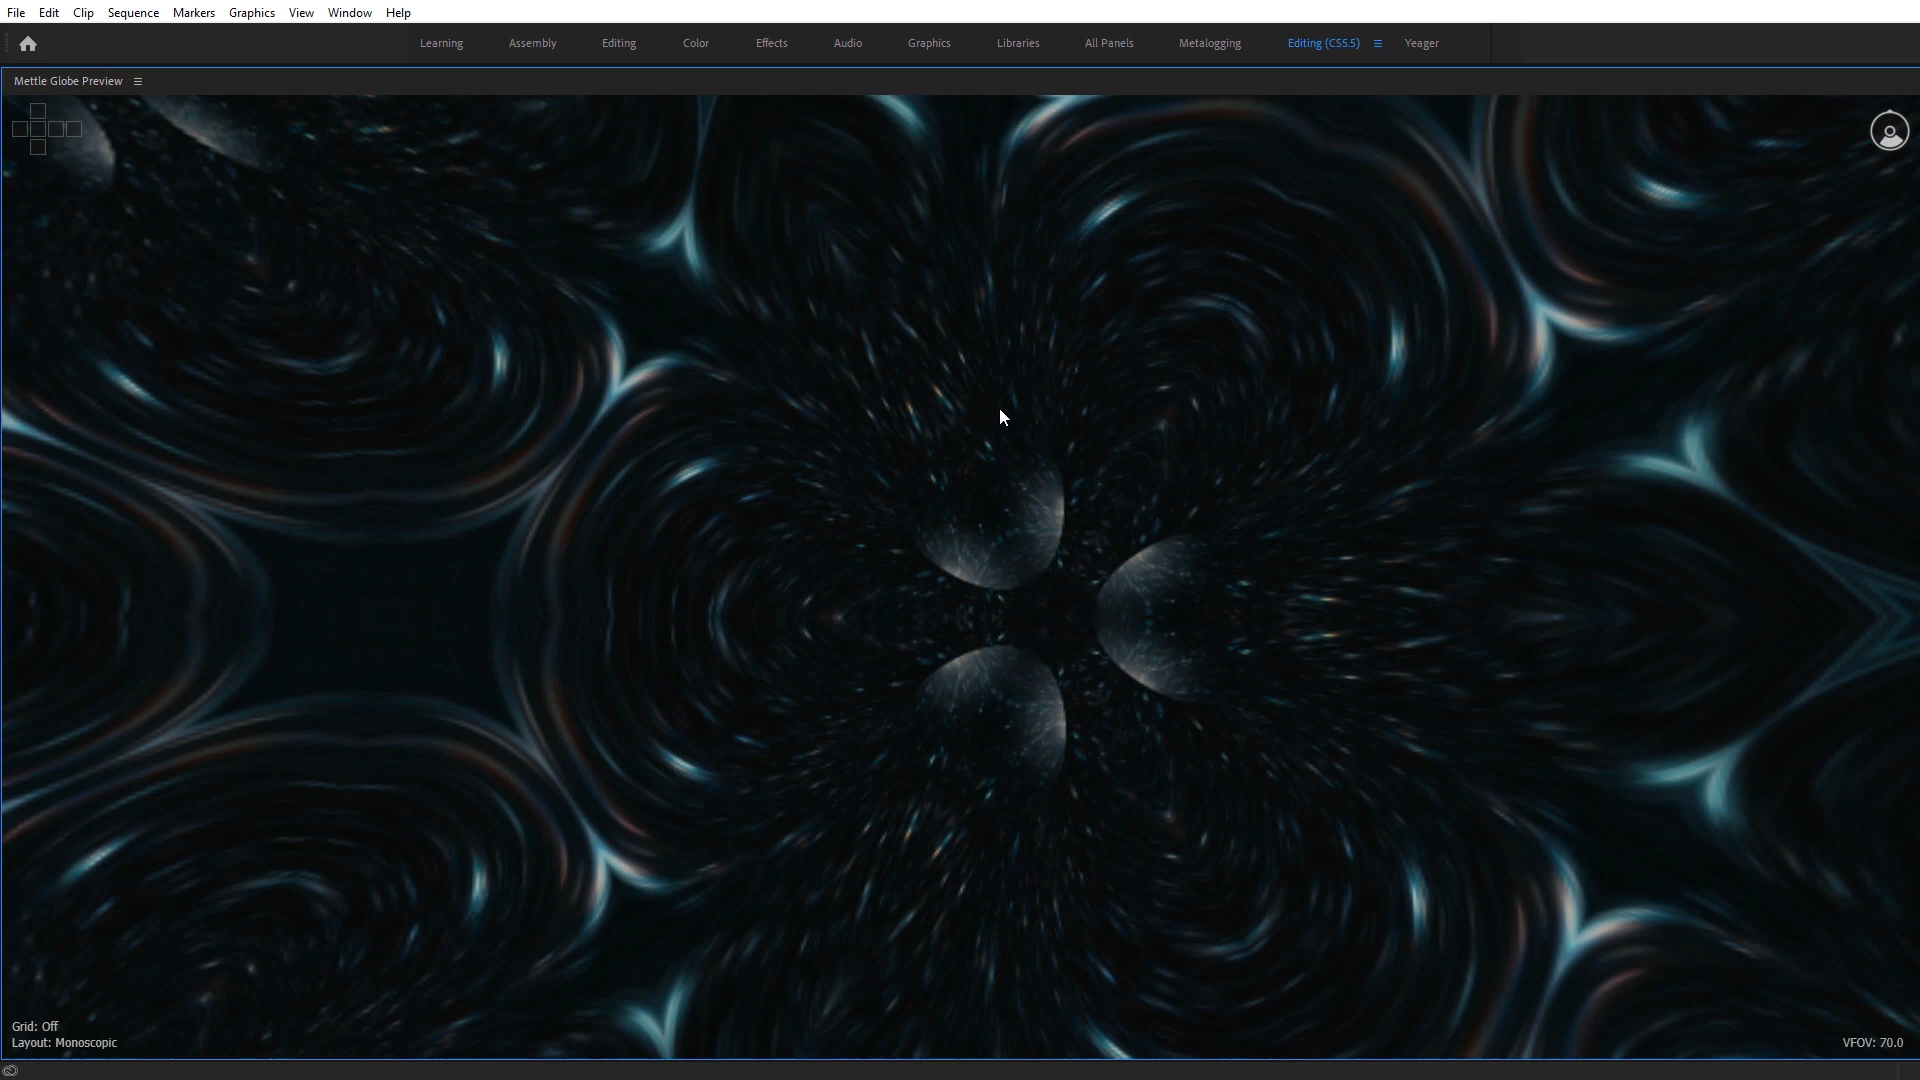 File Edit Clip Sequence Markers Graphics View Window Help
Learning Assembly Editing Color Effects Audio Graphics Libraries All Panels Metalogging Editing (CS5.5) Yeager
Mettle Globe Preview
Grid: Off
Layout: Monoscopic
VFOV: 70.0